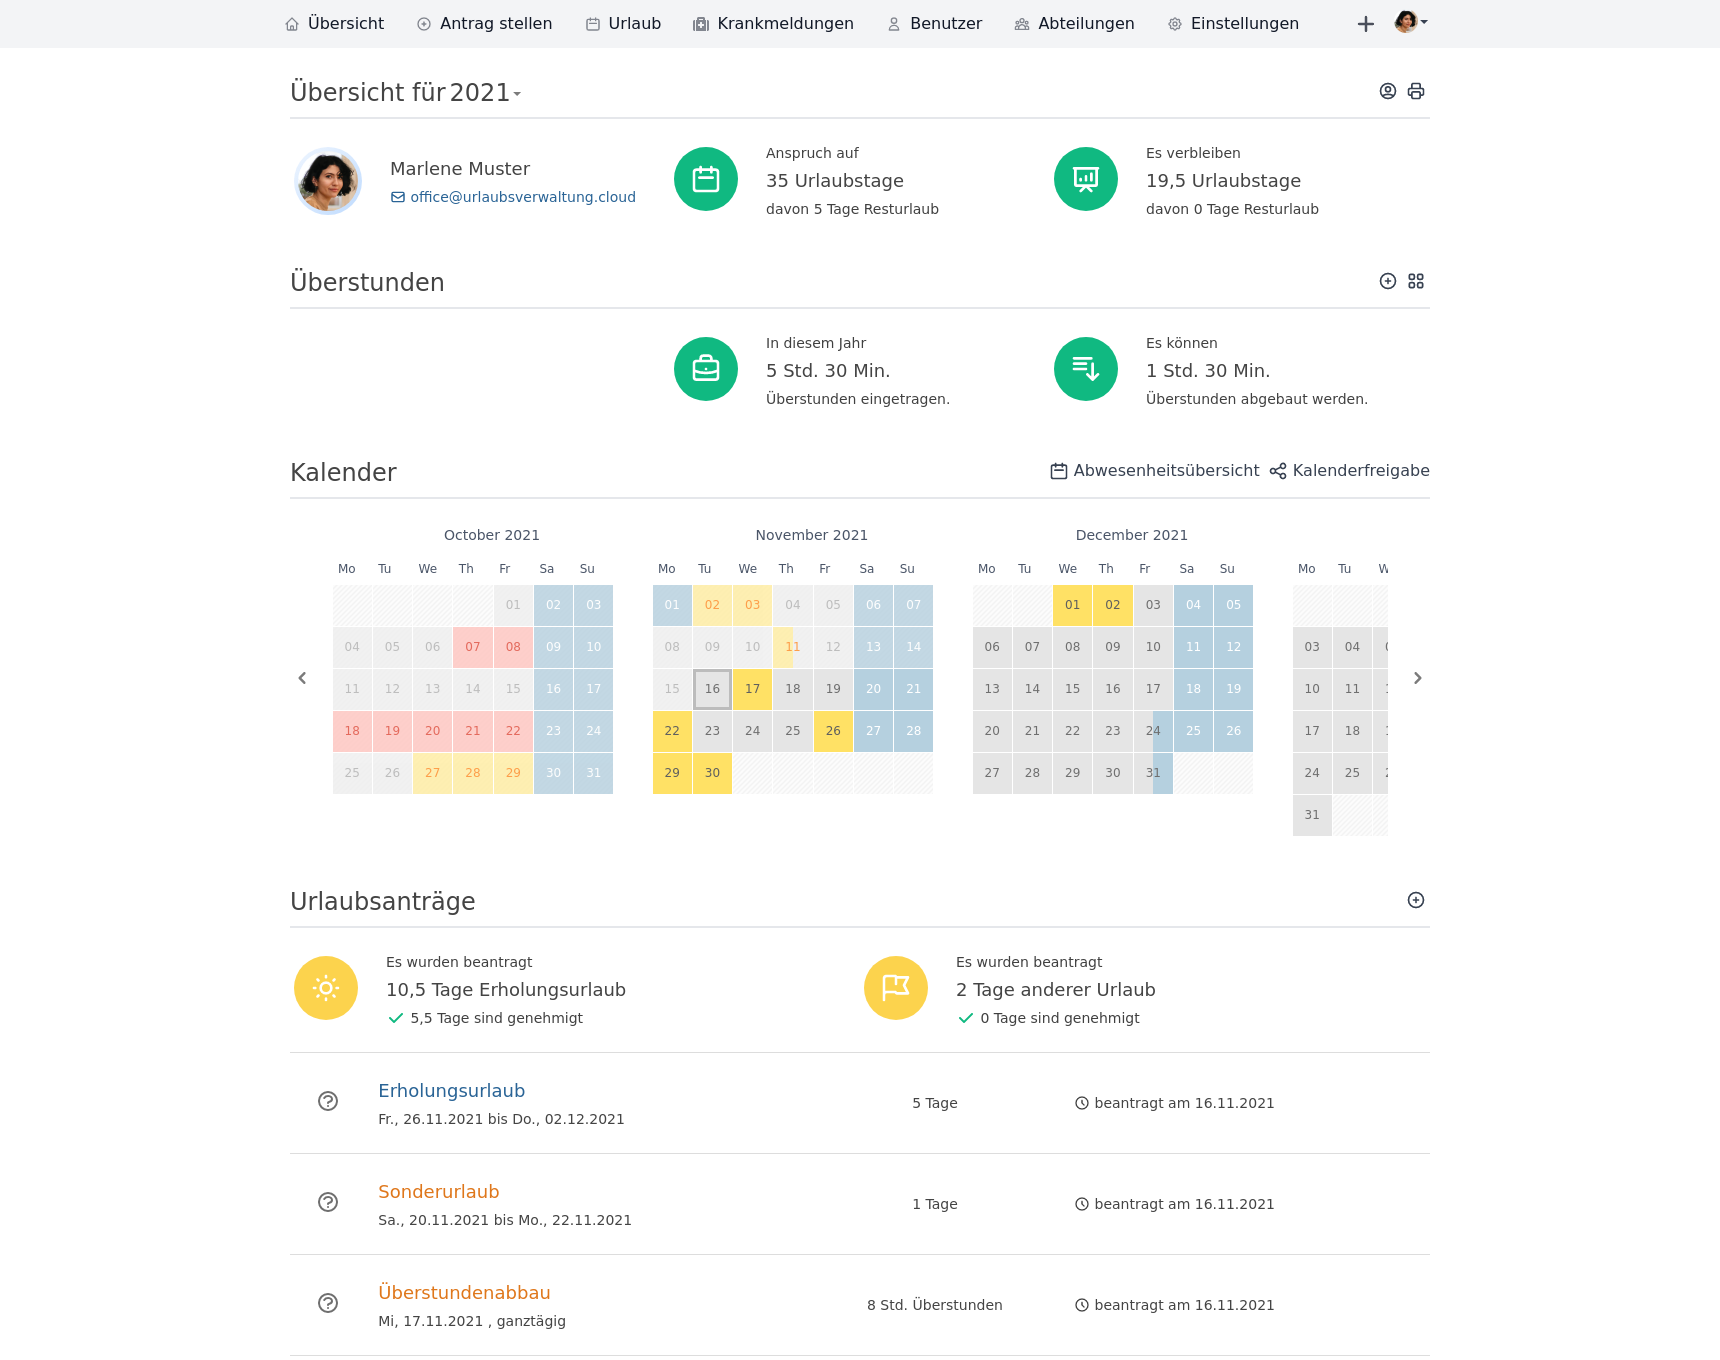 Übersicht Antrag stellen Urlaub Krankmeldungen Benutzer Abteilungen Einstellungen
Übersicht für 2021
Marlene Muster
office@urlaubsverwaltung.cloud
Anspruch auf
35 Urlaubstage
davon 5 Tage Resturlaub
Es verbleiben
19,5 Urlaubstage
davon 0 Tage Resturlaub
Überstunden
In diesem Jahr
5 Std. 30 Min.
Überstunden eingetragen.
Es können
1 Std. 30 Min.
Überstunden abgebaut werden.
Kalender
Abwesenheitsübersicht Kalenderfreigabe
October 2021
Mo Tu We Th Fr Sa Su
01 02 03
04 05 06 07 08 09 10
11 12 13 14 15 16 17
18 19 20 21 22 23 24
25 26 27 28 29 30 31
November 2021
Mo Tu We Th Fr Sa Su
01 02 03 04 05 06 07
08 09 10 11 12 13 14
15 16 17 18 19 20 21
22 23 24 25 26 27 28
29 30
December 2021
Mo Tu We Th Fr Sa Su
01 02 03 04 05
06 07 08 09 10 11 12
13 14 15 16 17 18 19
20 21 22 23 24 25 26
27 28 29 30 31
Mo Tu
03 04
10 11
17 18
24 25
31
Urlaubsanträge
Es wurden beantragt
10,5 Tage Erholungsurlaub
5,5 Tage sind genehmigt
Es wurden beantragt
2 Tage anderer Urlaub
0 Tage sind genehmigt
Erholungsurlaub
Fr., 26.11.2021 bis Do., 02.12.2021
5 Tage
beantragt am 16.11.2021
Sonderurlaub
Sa., 20.11.2021 bis Mo., 22.11.2021
1 Tage
beantragt am 16.11.2021
Überstundenabbau
Mi, 17.11.2021 , ganztägig
8 Std. Überstunden
beantragt am 16.11.2021